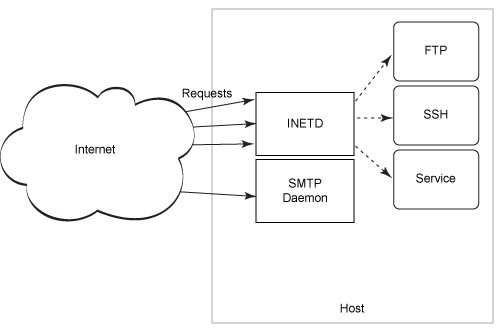 FTP
Requests
SSH
INETD
Internet
SMTP
Daemon
Service
Host